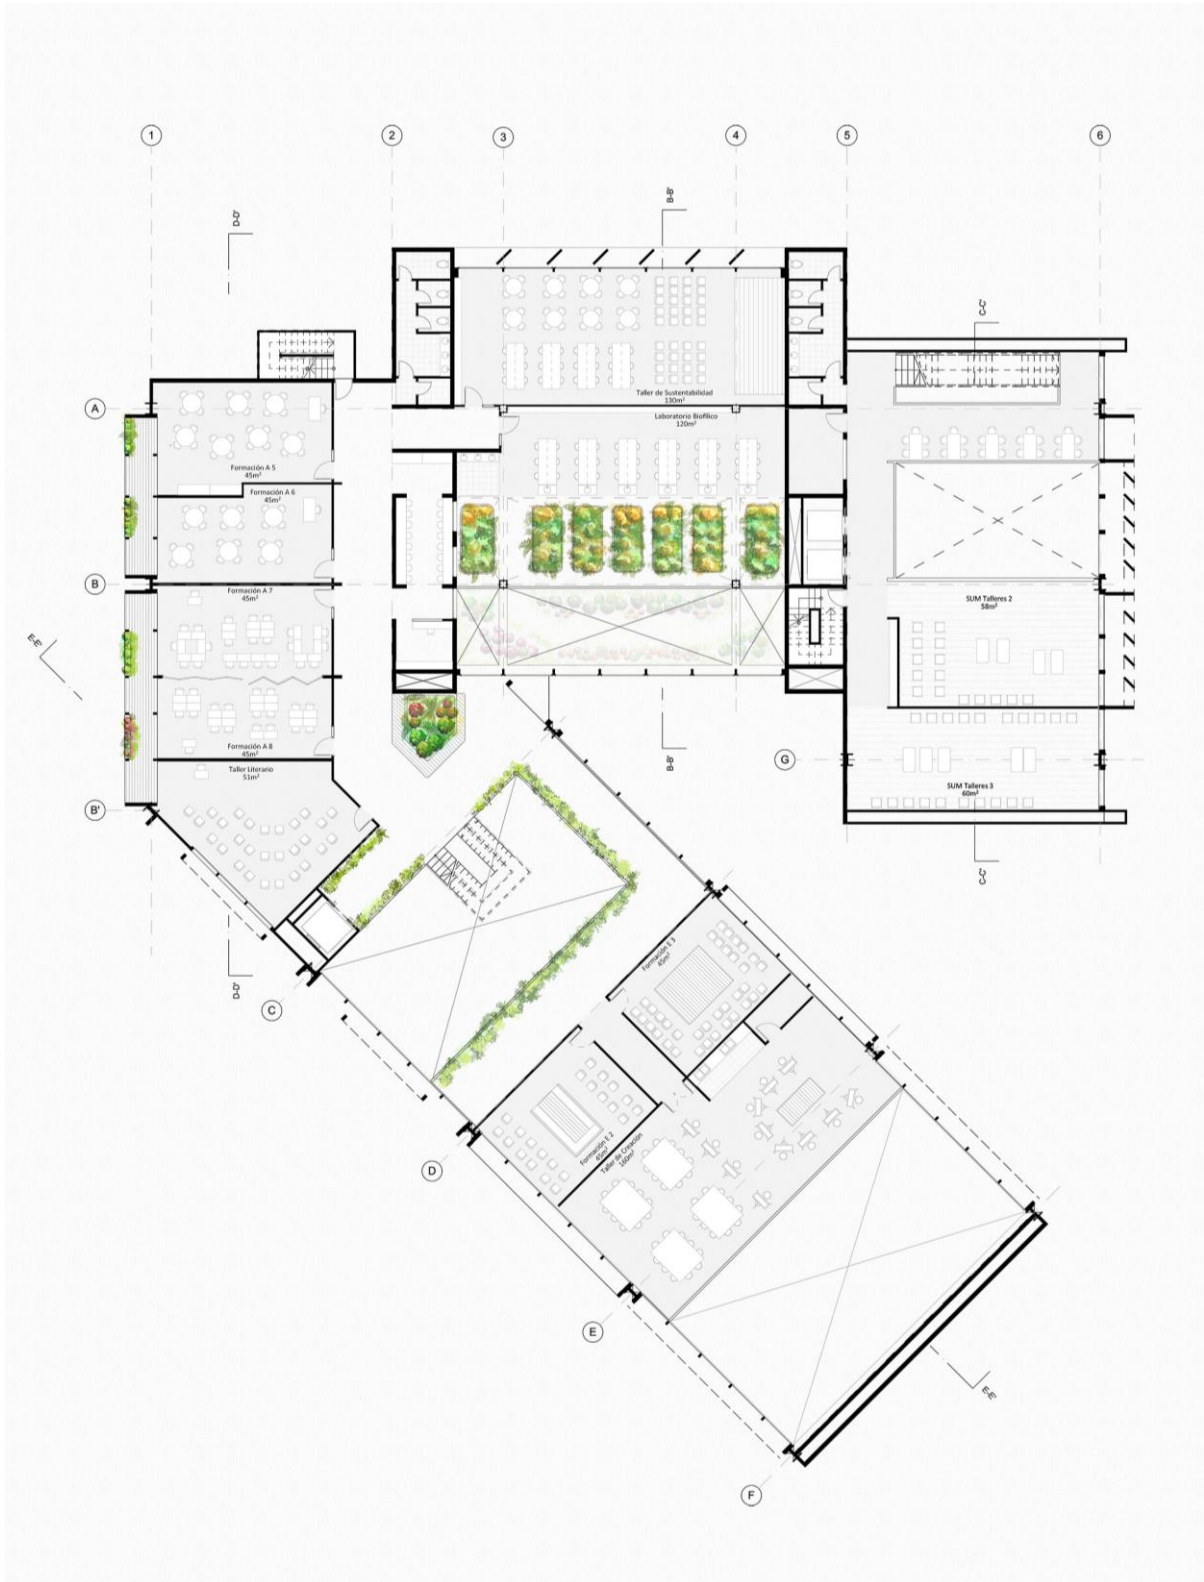 1
2
3
4
5
6
B-B'
D-D'
C-C'
A
Taller de Sustentabilidad
130m²
Laboratorio Biofílico
120m²
Formación A 5
45m²
Formación A 6
45m²
B
Formación A 7
45m²
SUM Talleres 2
58m²
E-E'
Formación A 8
45m²
Taller Literario
51m²
B-B'
G
SUM Talleres 3
60m²
B'
C-C'
Formación E 3
45m²
D-D'
C
Formación E 2
45m²
Taller de Creación
160m²
D
E
E-E'
F